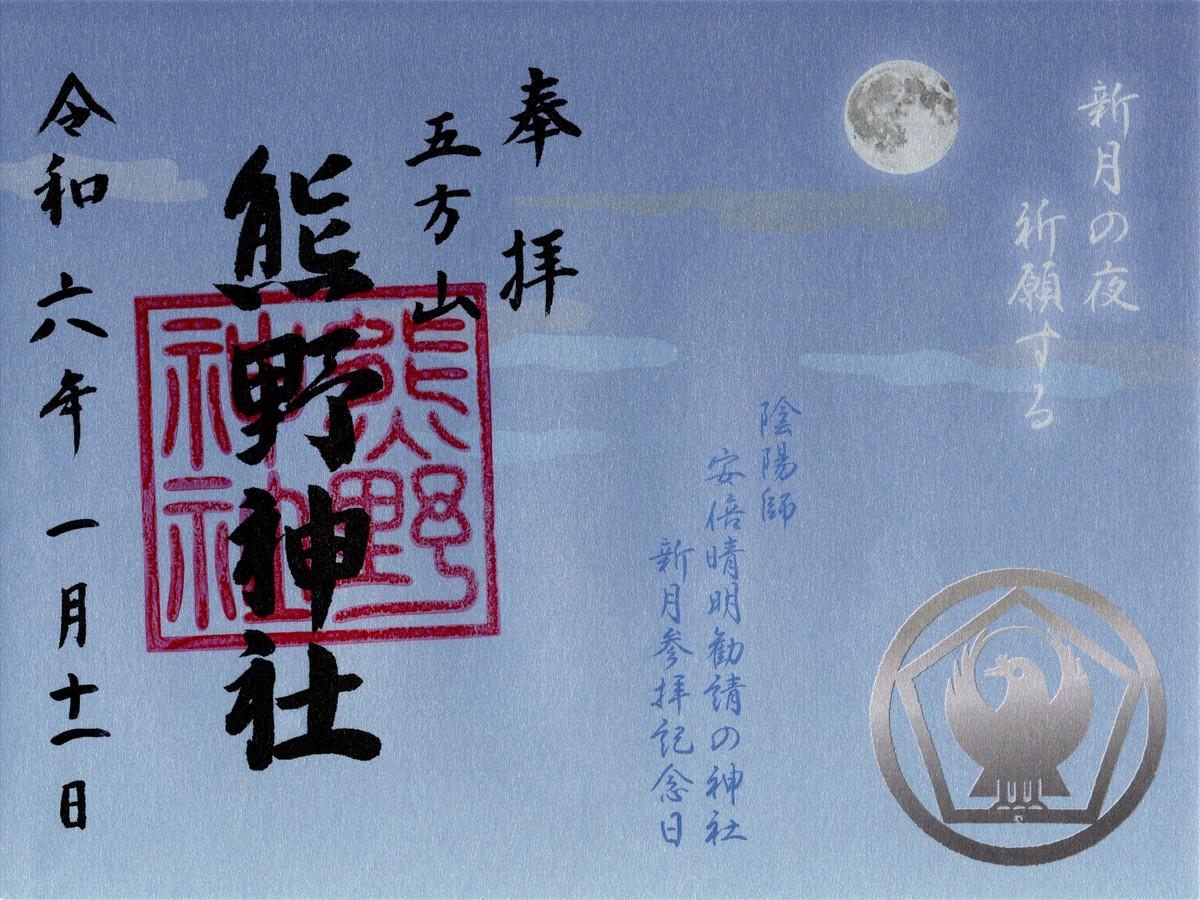 新月の夜
祈願する
陰陽師
安倍晴明勧請の神社
新月参拝記念日
奉拝
五方山
熊野神社
熊野
神社
令和六年一月十一日